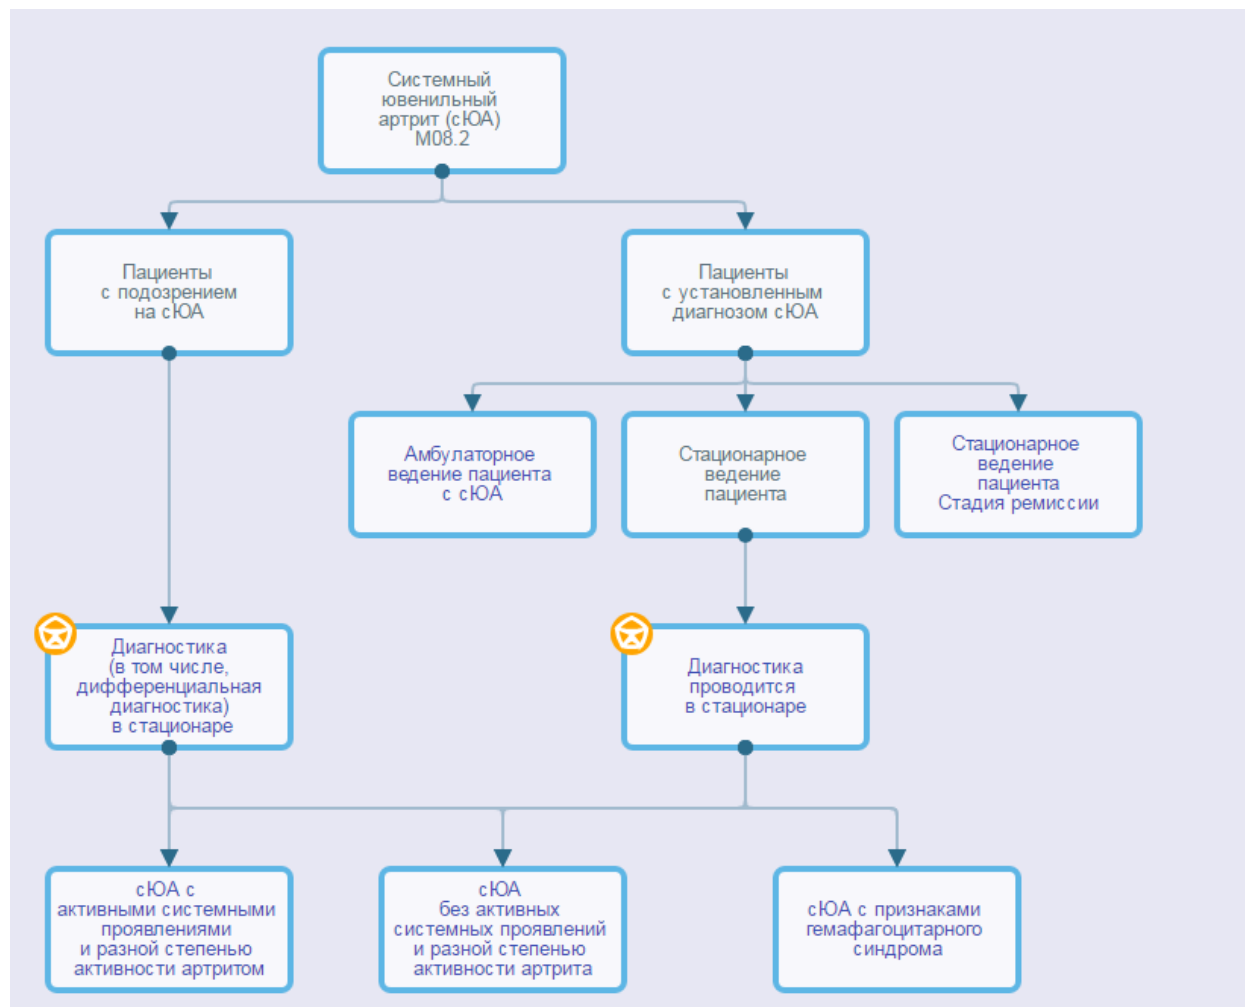 Системный
ювенильный
артрит (сЮА)
M08.2
Пациенты
с подозрением
на сЮА
Пациенты
с установленным
диагнозом сЮА
Амбулаторное
ведение пациента
с сЮА
Стационарное
ведение
пациента
Стационарное
ведение
пациента
Стадия ремиссии
Диагностика
(в том числе,
дифференциальная
диагностика)
в стационаре
Диагностика
проводится
в стационаре
сЮА с
активными системными
проявлениями
и разной степенью
активности артритом
сЮА
без активных
системных проявлений
и разной степенью
активности артрита
сЮА с признаками
гемафагоцитарного
синдрома